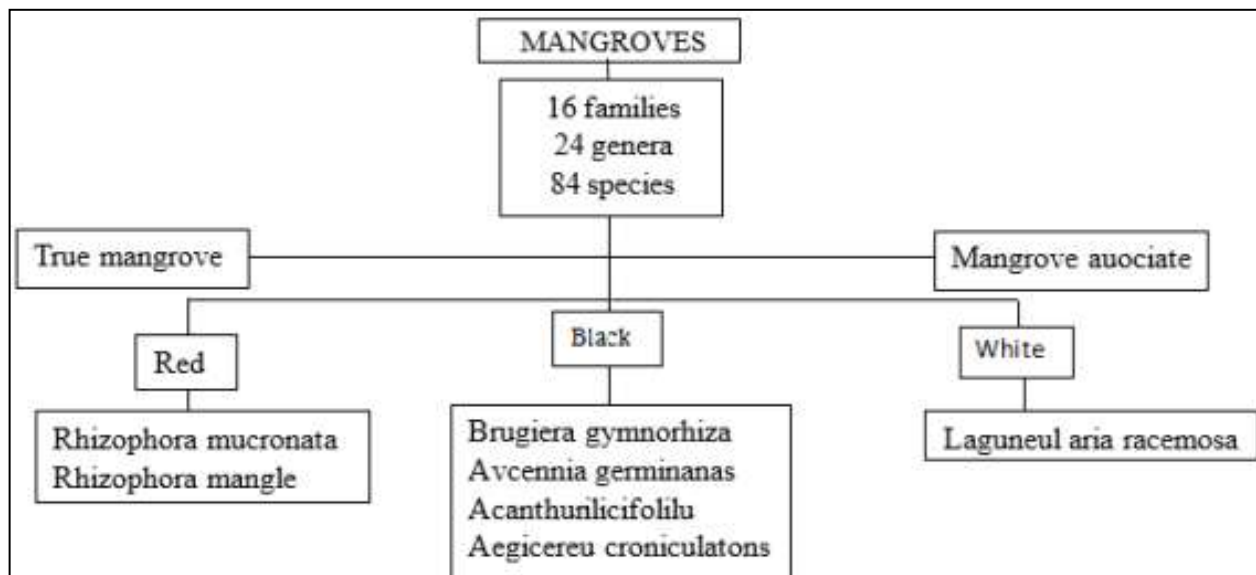 MANGROVES
16 families
24 genera
84 species
True mangrove
Mangrove auociate
Red
Black
White
Rhizophora mucronata
Rhizophora mangle
Brugiera gymnorhiza
Avcennia germinanas
Acanthurilicifolilu
Aegicereu croniculatons
Laguneul aria racemosa